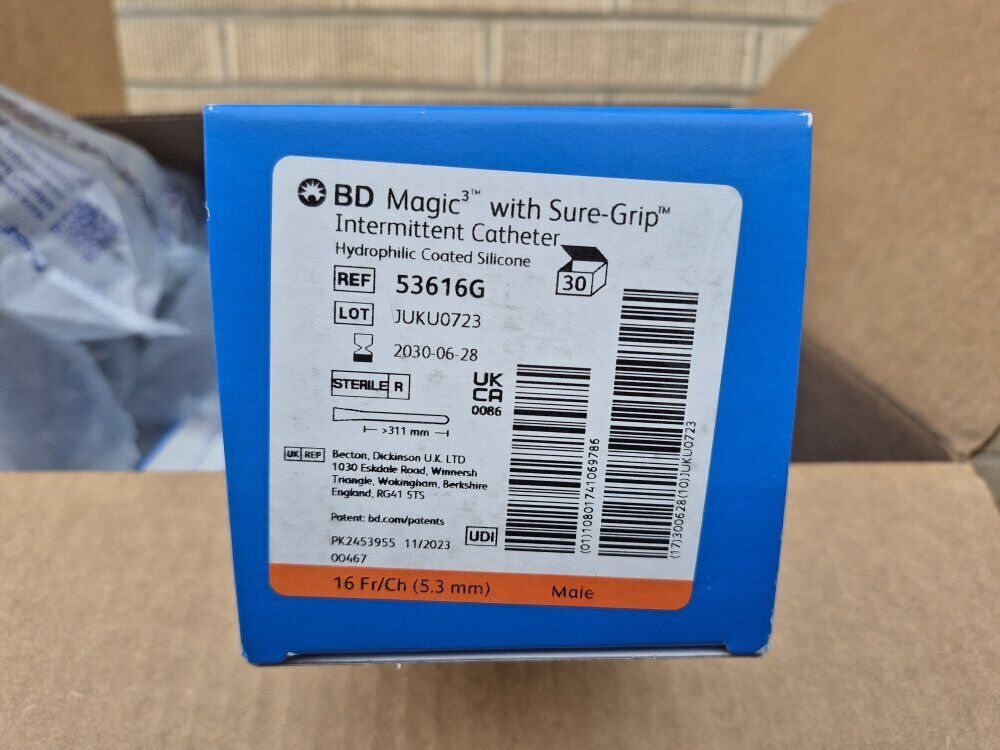 BD Magic³™ with Sure-Grip™
Intermittent Catheter
Hydrophilic Coated Silicone
30
REF 53616G
LOT JUKU0723
2030-06-28
STERILE R
UK
CA
0086
>311 mm
UK REP
Becton, Dickinson U.K. LTD
1030 Eskdale Road, Winnersh
Triangle, Wokingham, Berkshire
England, RG41 5TS
Patent: bd.com/patents
PK2453955 11/2023
00467
UDI
(01)10801741069786
(17)300628(10)JUKU0723
16 Fr/Ch (5.3 mm) Male